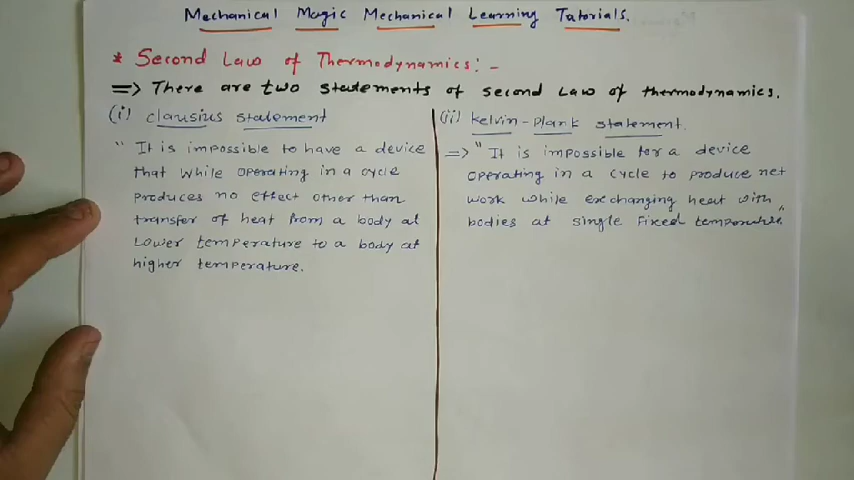 Mechanical Magic Mechanical Learning Tutorials.
* Second Law of Thermodynamics:-
=> There are two statements of second Law of thermodynamics.
(i) clausius statement
" It is impossible to have a device
that while operating in a cycle
produces no effect other than
transfer of heat from a body at
Lower temperature to a body at
higher temperature.
(ii) kelvin-Plank statement.
=> " It is impossible for a device
operating in a cycle to produce net
work while exchanging heat with
bodies at single Fixed temperature. "